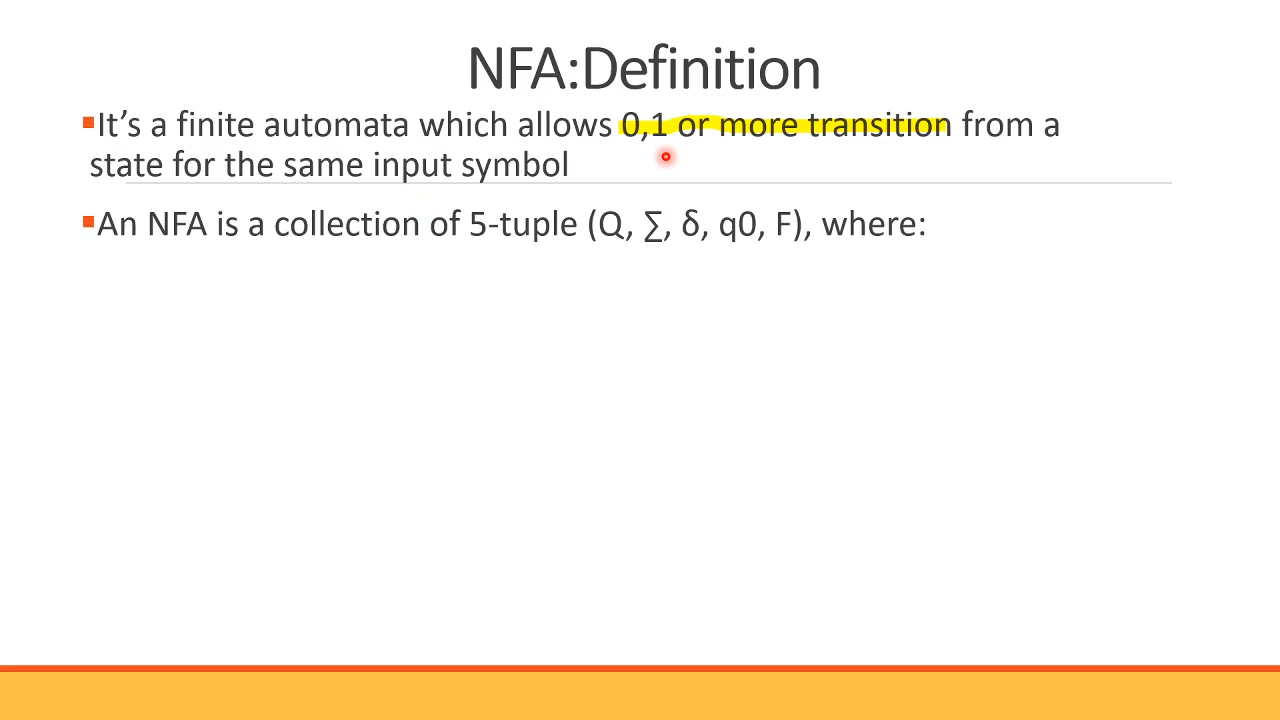 NFA:Definition
▪It’s a finite automata which allows 0,1 or more transition from a
state for the same input symbol
▪An NFA is a collection of 5-tuple (Q, ∑, δ, q0, F), where: